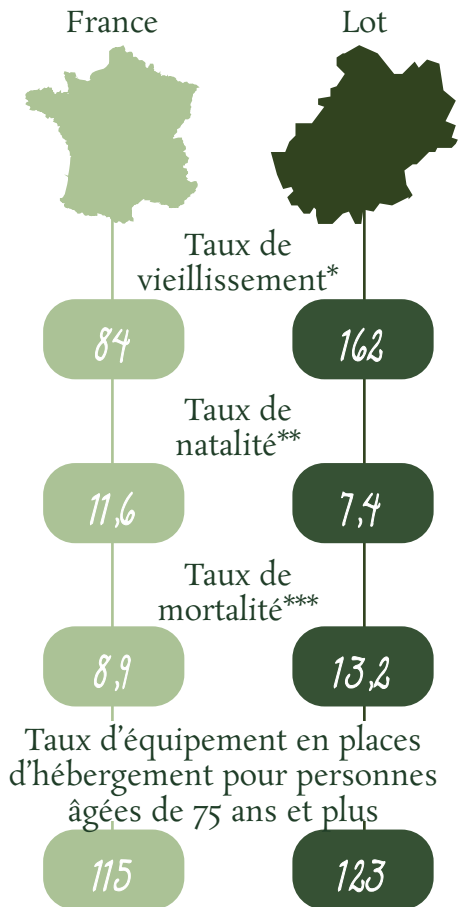 France Lot
Taux de
vieillissement*
84 162
Taux de
natalité**
11,6 7,4
Taux de
mortalité***
8,9 13,2
Taux d'équipement en places
d'hébergement pour personnes
âgées de 75 ans et plus
115 123